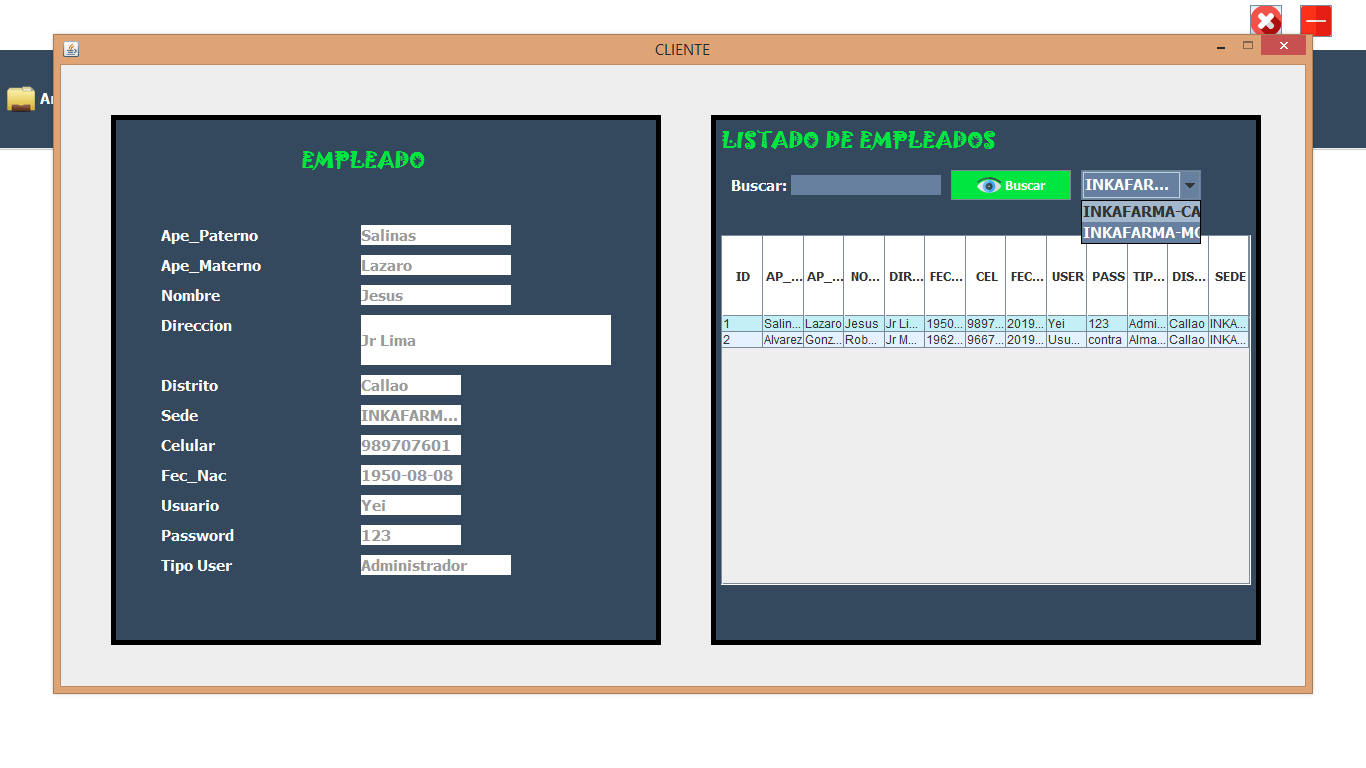 CLIENTE
EMPLEADO
Ape_Paterno Salinas
Ape_Materno Lazaro
Nombre Jesus
Direccion Jr Lima
Distrito Callao
Sede INKAFARM...
Celular 989707601
Fec_Nac 1950-08-08
Usuario Yei
Password 123
Tipo User Administrador
LISTADO DE EMPLEADOS
Buscar: Buscar INKAFAR...
INKAFARMA-CA
INKAFARMA-MO
ID AP_... AP_... NO... DIR... FEC... CEL FEC... USER PASS TIP... DIS... SEDE
1 Salin... Lazaro Jesus Jr Li... 1950... 9897... 2019... Yei 123 Admi... Callao INKA...
2 Alvarez Gonz... Rob... Jr M... 1962... 9667... 2019... Usu... contra Alma... Callao INKA...